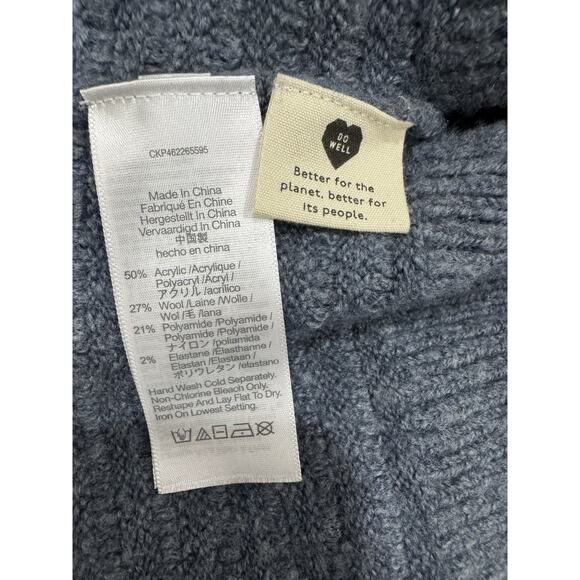 CKP462265595
Made In China
Fabriqué En Chine
Hergestellt In China
Vervaardigd In China
中国製
hecho en china
50% Acrylic /Acrylique /
Polyacryl /Acryl /
アクリル /acrílico
27% Wool /Laine /Wolle /
Wol /毛 /lana
21% Polyamide /Polyamide /
Polyamide /Polyamide /
ナイロン /poliamida
2% Elastane /Élasthanne /
Elastan /Elastaan /
ポリウレタン /elastano
Hand Wash Cold Separately.
Non-Chlorine Bleach Only.
Reshape And Lay Flat To Dry.
Iron On Lowest Setting.
DO
WELL
Better for the
planet, better for
its people.